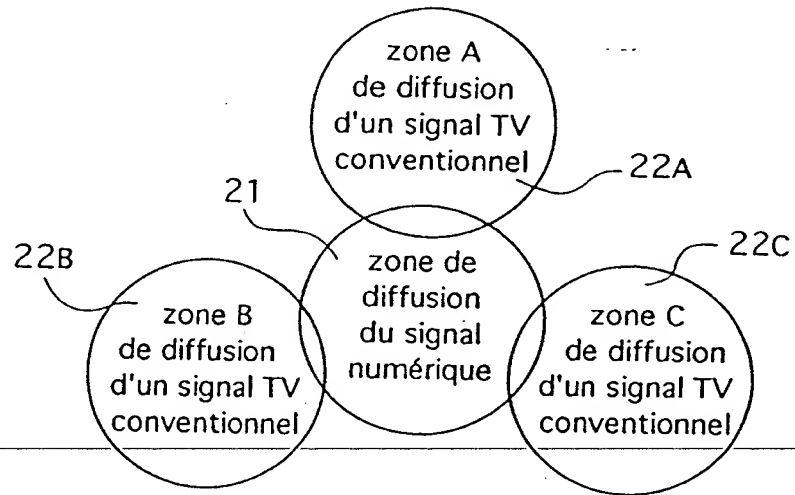 zone A
de diffusion
d'un signal TV
conventionnel
22A
21
zone de
diffusion
du signal
numérique
22B
zone B
de diffusion
d'un signal TV
conventionnel
22C
zone C
de diffusion
d'un signal TV
conventionnel